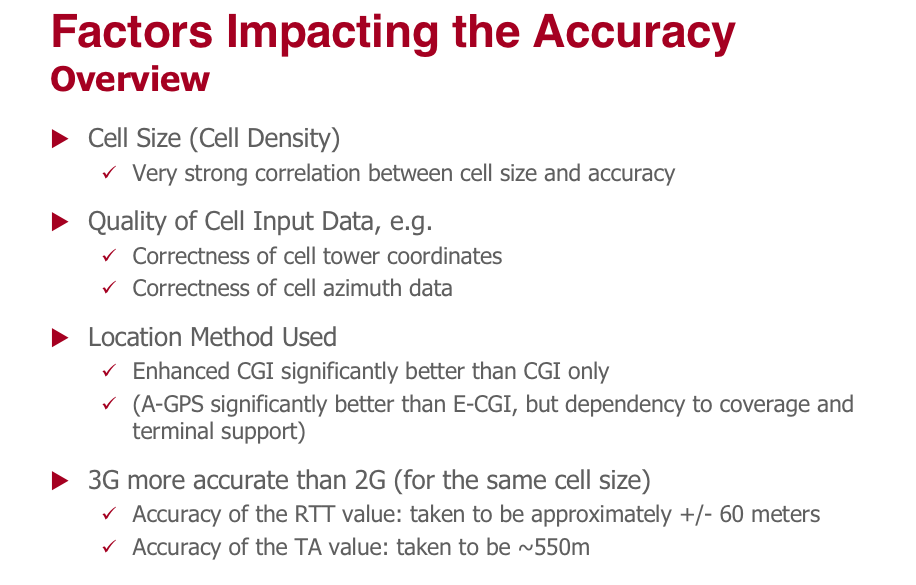 Factors Impacting the Accuracy
Overview
Cell Size (Cell Density)
Very strong correlation between cell size and accuracy
Quality of Cell Input Data, e.g.
Correctness of cell tower coordinates
Correctness of cell azimuth data
Location Method Used
Enhanced CGI significantly better than CGI only
(A-GPS significantly better than E-CGI, but dependency to coverage and
terminal support)
3G more accurate than 2G (for the same cell size)
Accuracy of the RTT value: taken to be approximately +/- 60 meters
Accuracy of the TA value: taken to be ~550m